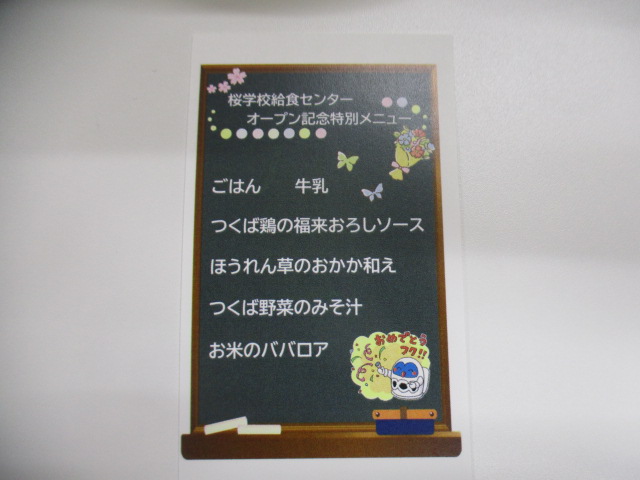 桜学校給食センター
オープン記念特別メニュー
ごはん 牛乳
つくば鶏の福来おろしソース
ほうれん草のおかか和え
つくば野菜のみそ汁
お米のババロア
おめでとう
フク!!